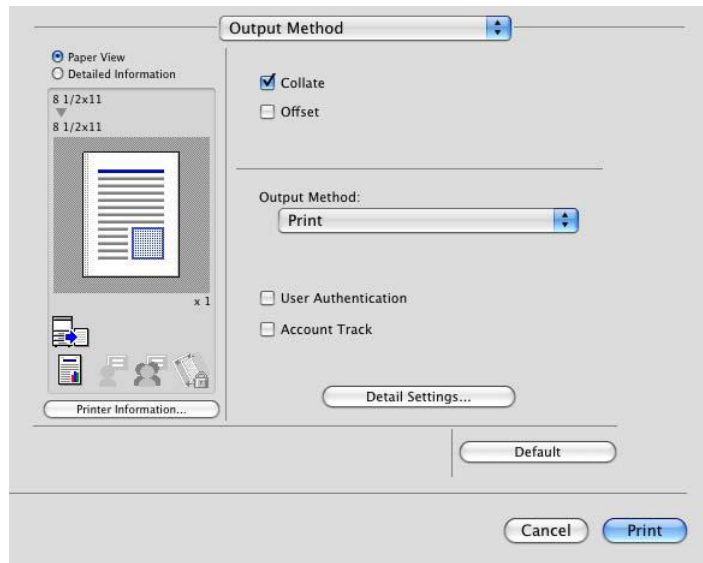 Output Method
Paper View
Detailed Information
8 1/2x11
8 1/2x11
x 1
Printer Information...
Collate
Offset
Output Method:
Print
User Authentication
Account Track
Detail Settings...
Default
Cancel
Print